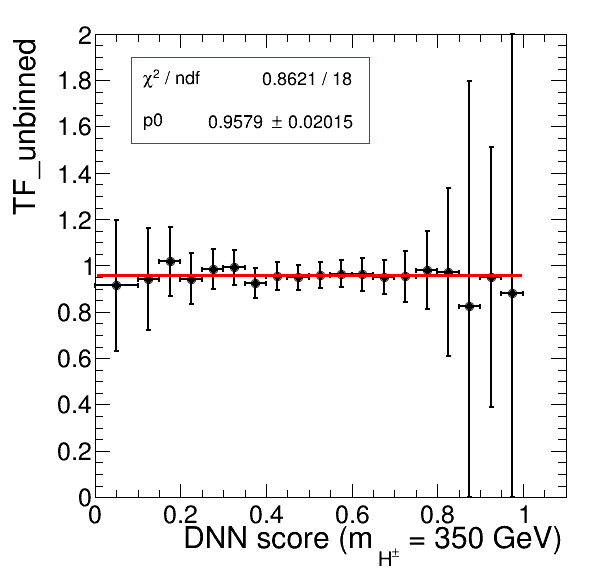 TF_unbinned
2
1.8
1.6
1.4
1.2
1
0.8
0.6
0.4
0.2
0
χ² / ndf 0.8621 / 18
p0 0.9579 ± 0.02015
0 0.2 0.4 0.6 0.8 1
DNN score (m_H± = 350 GeV)